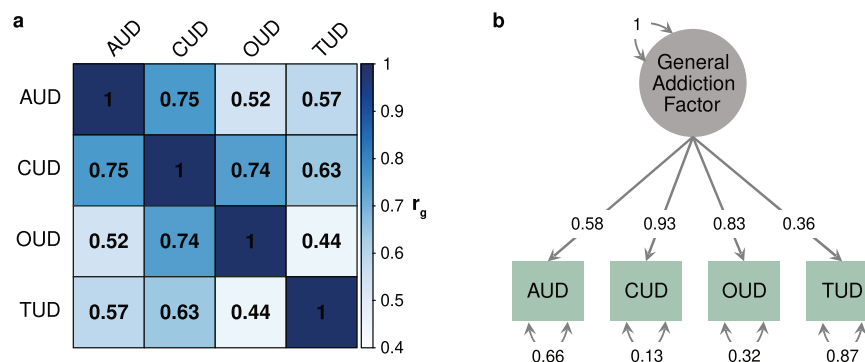 a
AUD CUD OUD TUD
AUD 1 0.75 0.52 0.57
CUD 0.75 1 0.74 0.63
OUD 0.52 0.74 1 0.44
TUD 0.57 0.63 0.44 1
1
0.9
0.8
0.7
0.6
0.5
0.4
rg
b
1
General
Addiction
Factor
0.58 0.93 0.83 0.36
AUD CUD OUD TUD
0.66 0.13 0.32 0.87